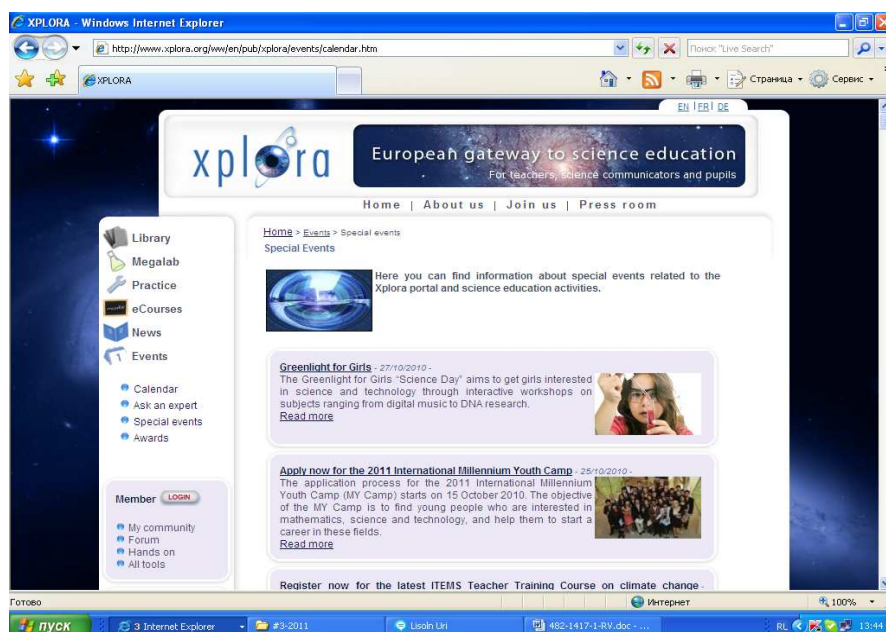 XPLORA - Windows Internet Explorer
http://www.xplora.org/ww/en/pub/xplora/events/calendar.htm
Поиск "Live Search"
XPLORA
Страница
Сервис
EN | FR | DE
xplora
European gateway to science education
For teachers, science communicators and pupils
Home | About us | Join us | Press room
Library
Megalab
Practice
eCourses
News
Events
Calendar
Ask an expert
Special events
Awards
Member LOGIN
My community
Forum
Hands on
All tools
Home > Events > Special events
Special Events
Here you can find information about special events related to the
Xplora portal and science education activities.
Greenlight for Girls - 27/10/2010 -
The Greenlight for Girls "Science Day" aims to get girls interested
in science and technology through interactive workshops on
subjects ranging from digital music to DNA research.
Read more
Apply now for the 2011 International Millennium Youth Camp - 25/10/2010 -
The application process for the 2011 International Millennium
Youth Camp (MY Camp) starts on 15 October 2010. The objective
of the MY Camp is to find young people who are interested in
mathematics, science and technology, and help them to start a
career in these fields.
Read more
Register now for the latest ITEMS Teacher Training Course on climate change -
Готово
Интернет
100%
пуск
3 Internet Explorer
#3-2011
Lisoln Uri
482-1417-1-RV.doc - ...
RL
13:44